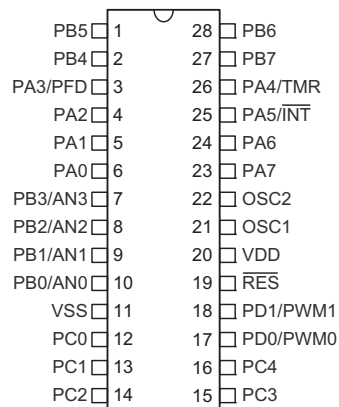 PB5 1 28 PB6
PB4 2 27 PB7
PA3/PFD 3 26 PA4/TMR
PA2 4 25 PA5/INT
PA1 5 24 PA6
PA0 6 23 PA7
PB3/AN3 7 22 OSC2
PB2/AN2 8 21 OSC1
PB1/AN1 9 20 VDD
PB0/AN0 10 19 RES
VSS 11 18 PD1/PWM1
PC0 12 17 PD0/PWM0
PC1 13 16 PC4
PC2 14 15 PC3